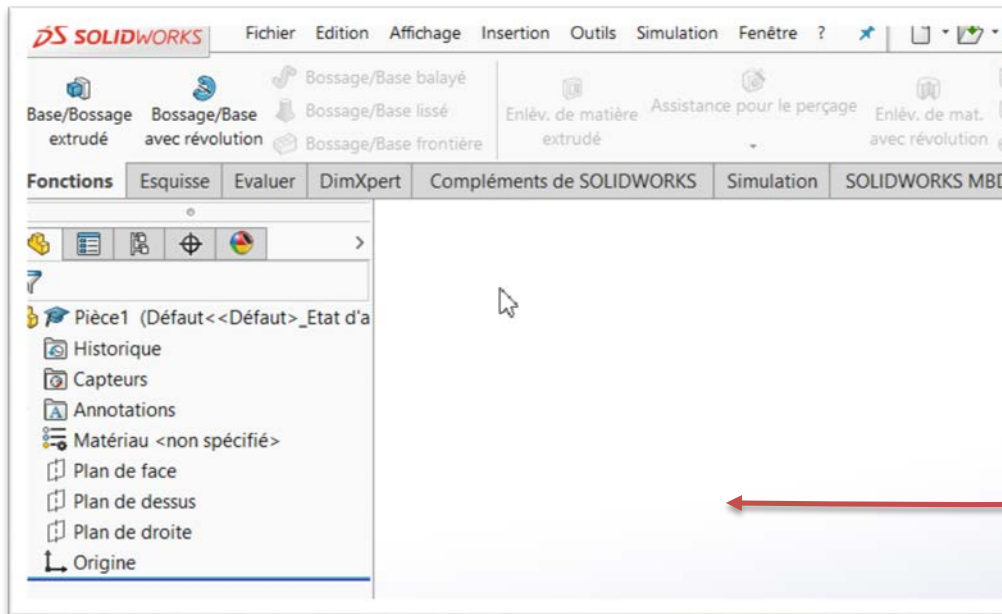 SOLIDWORKS Fichier Edition Affichage Insertion Outils Simulation Fenêtre ?
Base/Bossage extrudé
Bossage/Base avec révolution
Bossage/Base balayé
Bossage/Base lissé
Bossage/Base frontière
Enlèv. de matière extrudé
Assistance pour le perçage
Enlèv. de mat. avec révolution
Fonctions Esquisse Evaluer DimXpert Compléments de SOLIDWORKS Simulation SOLIDWORKS MBD
Pièce1 (Défaut<<Défaut>_Etat d'a
Historique
Capteurs
Annotations
Matériau <non spécifié>
Plan de face
Plan de dessus
Plan de droite
Origine